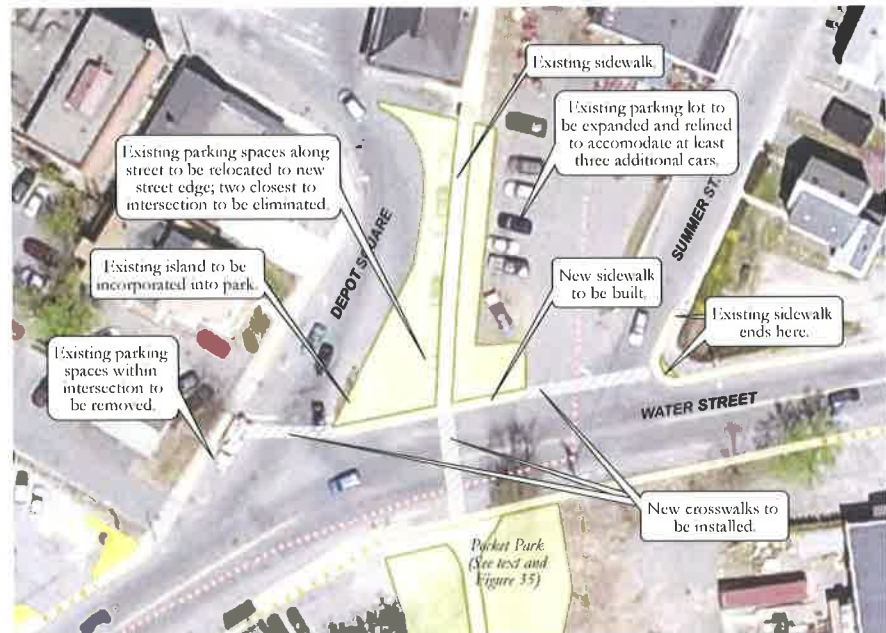 Existing sidewalk.
Existing parking lot to
be expanded and relined
to accomodate at least
three additional cars.
Existing parking spaces along
street to be relocated to new
street edge; two closest to
intersection to be eliminated.
SUMMER ST.
DEPOT SQUARE
Existing island to be
incorporated into park.
New sidewalk
to be built.
Existing sidewalk
ends here.
Existing parking
spaces within
intersection to
be removed.
WATER STREET
New crosswalks to
be installed.
Pocket Park
(See text and
Figure 35)